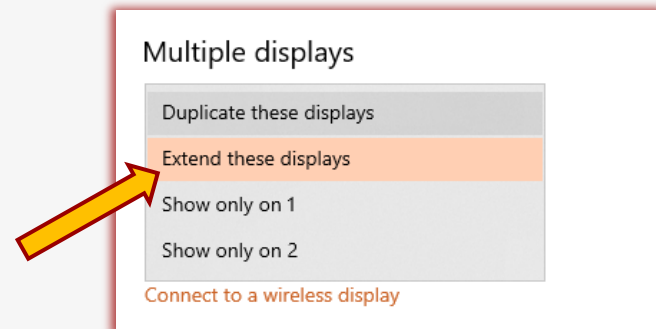 Multiple displays
Duplicate these displays
Extend these displays
Show only on 1
Show only on 2
Connect to a wireless display